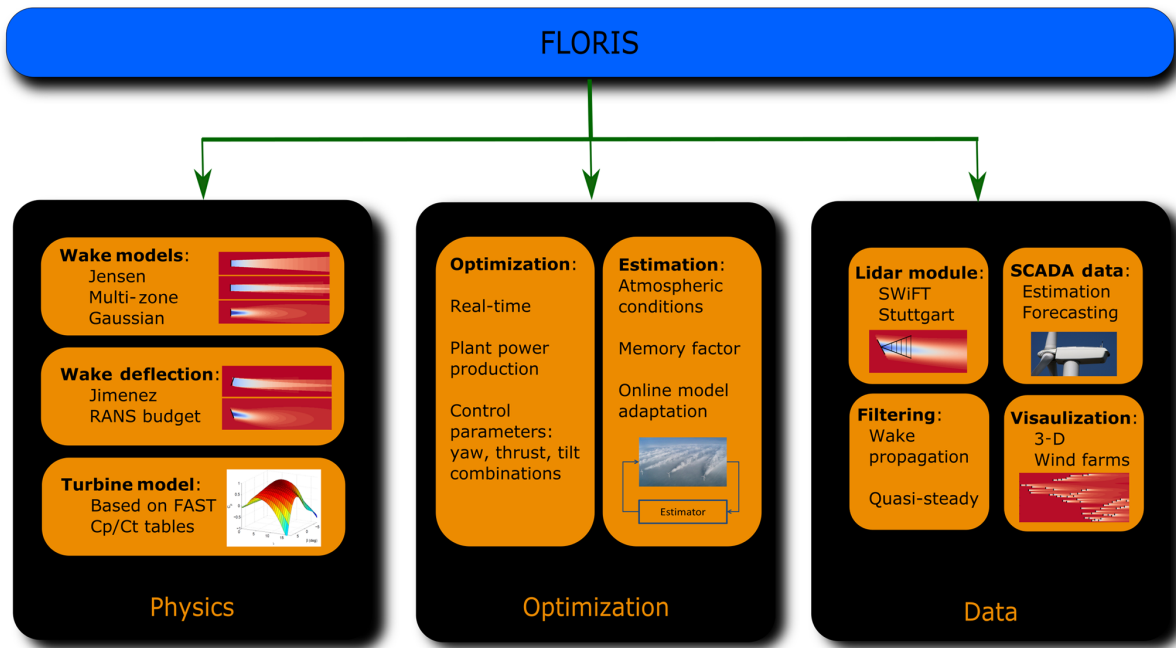 FLORIS
Wake models:
Jensen
Multi-zone
Gaussian
Wake deflection:
Jimenez
RANS budget
Turbine model:
Based on FAST
Cp/Ct tables
Physics
Optimization:
Real-time
Plant power
production
Control
parameters:
yaw, thrust, tilt
combinations
Estimation:
Atmospheric
conditions
Memory factor
Online model
adaptation
Estimator
Optimization
Lidar module:
SWiFT
Stuttgart
SCADA data:
Estimation
Forecasting
Filtering:
Wake
propagation
Quasi-steady
Visaulization:
3-D
Wind farms
Data